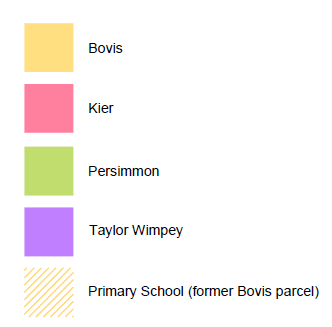 Bovis
Kier
Persimmon
Taylor Wimpey
Primary School (former Bovis parcel)